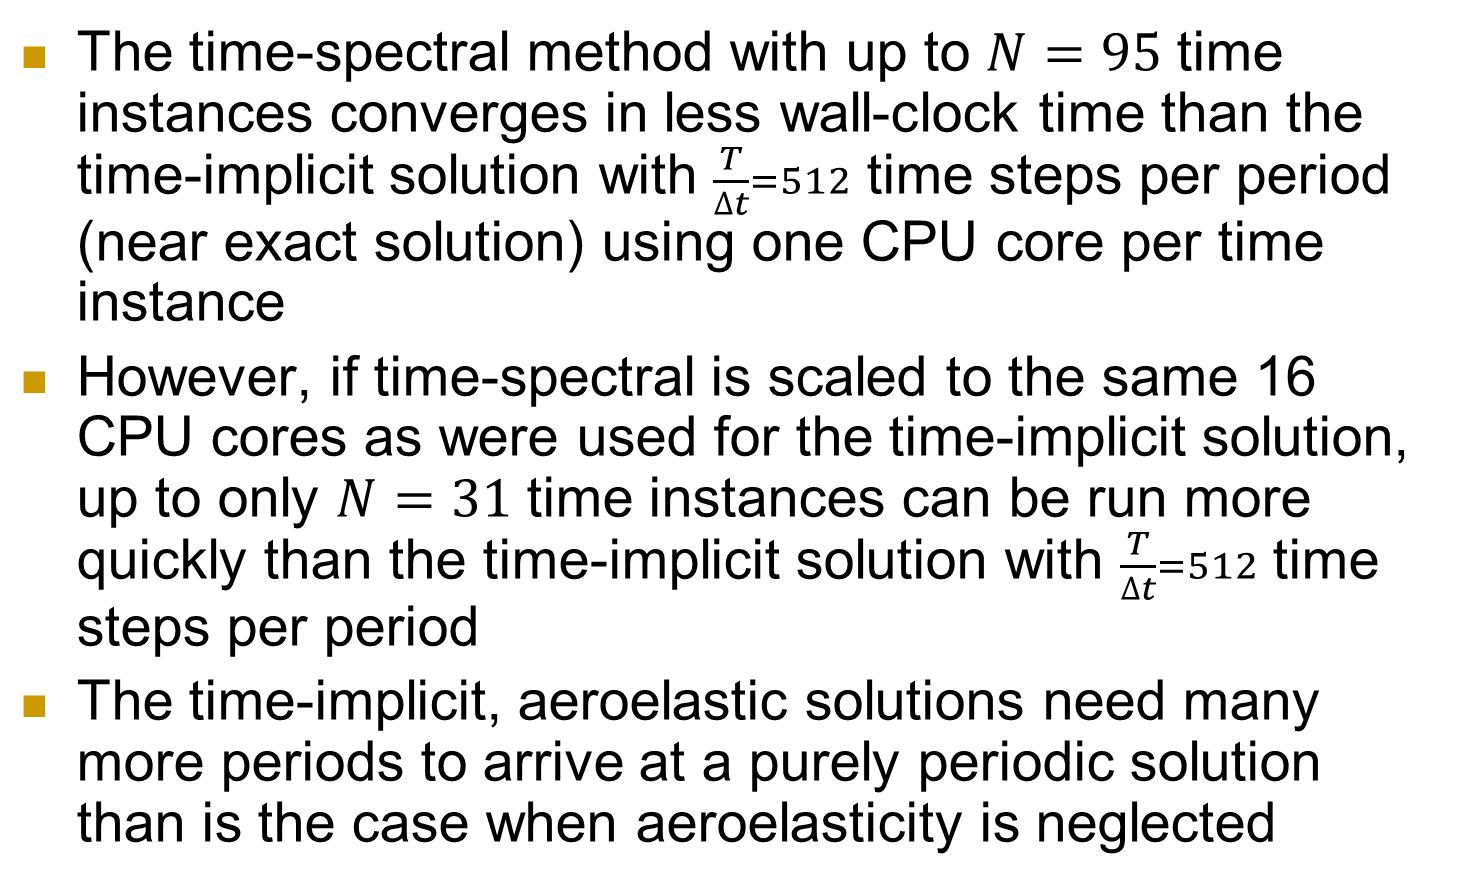 ■ The time-spectral method with up to N = 95 time
instances converges in less wall-clock time than the
time-implicit solution with T/Δt=512 time steps per period
(near exact solution) using one CPU core per time
instance
■ However, if time-spectral is scaled to the same 16
CPU cores as were used for the time-implicit solution,
up to only N = 31 time instances can be run more
quickly than the time-implicit solution with T/Δt=512 time
steps per period
■ The time-implicit, aeroelastic solutions need many
more periods to arrive at a purely periodic solution
than is the case when aeroelasticity is neglected